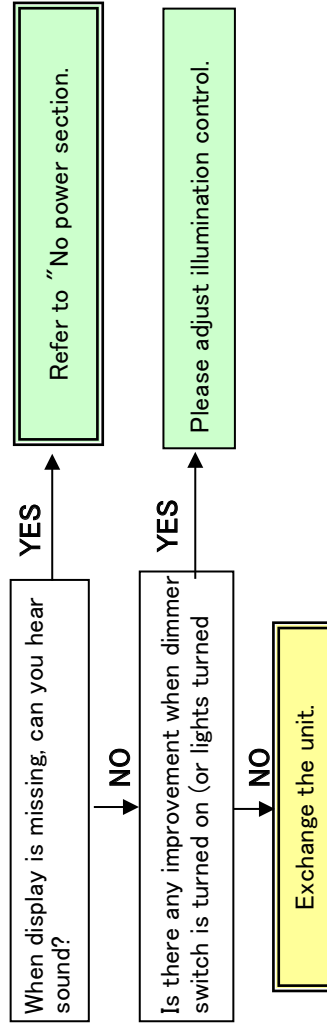 When display is missing, can you hear
sound?
YES
Refer to "No power section.
NO
Is there any improvement when dimmer
switch is turned on (or lights turned
YES
Please adjust illumination control.
NO
Exchange the unit.